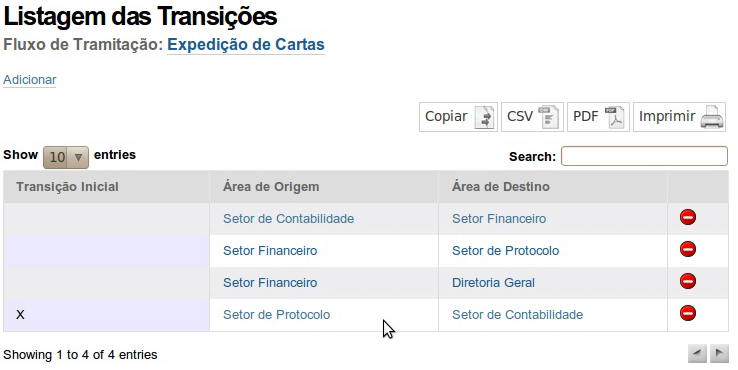 Listagem das Transições
Fluxo de Tramitação: Expedição de Cartas
Adicionar
Copiar CSV PDF Imprimir
Show 10 entries Search:
Transição Inicial Área de Origem Área de Destino
Setor de Contabilidade Setor Financeiro
Setor Financeiro Setor de Protocolo
Setor Financeiro Diretoria Geral
X Setor de Protocolo Setor de Contabilidade
Showing 1 to 4 of 4 entries